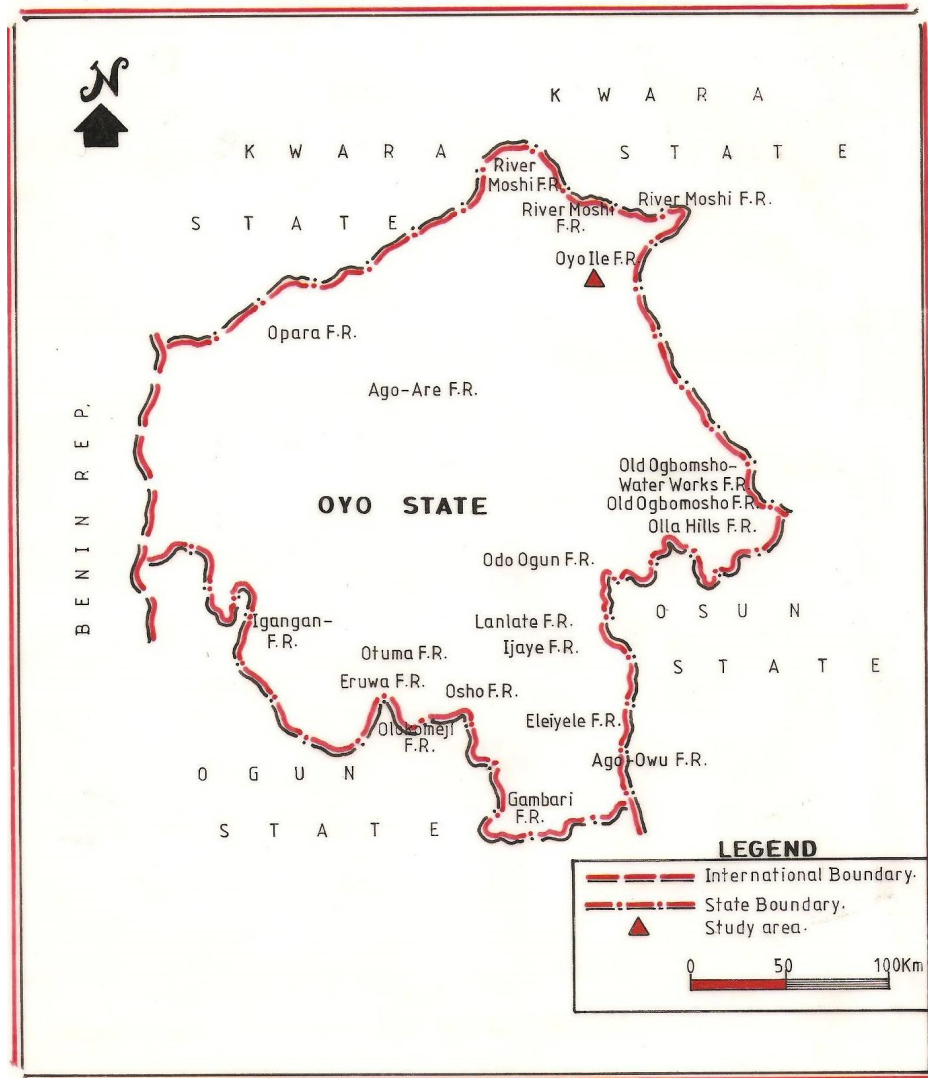 N
K W A R A
K W A R A
S T A T E
S T A T E
River
Moshi F.R.
River Moshi
F.R.
River Moshi F.R.
Oyo Ile F.R.
Opara F.R.
Ago-Are F.R.
BENIN REP.
OYO STATE
Old Ogbomsho-
Water Works F.R.
Old Ogbomosho F.R.
Olla Hills F.R.
Odo Ogun F.R.
O S U N
S T A T E
Igangan-
F.R.
Lanlate F.R.
Ijaye F.R.
Otuma F.R.
Eruwa F.R.
Osho F.R.
Olokomeji
F.R.
Eleiyele F.R.
Ago-Owu F.R.
O G U N
S T A T E
Gambari
F.R.
LEGEND
International Boundary.
State Boundary.
Study area.
0 50 100Km